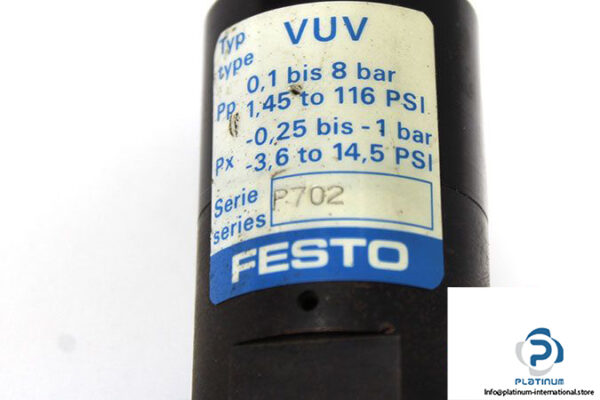 Typ
type VUV
0,1 bis 8 bar
Pp 1,45 to 116 PSI
-0,25 bis -1 bar
Px -3,6 to 14,5 PSI
Serie
series P702
FESTO
PLATINUM
Info@platinum-international.store